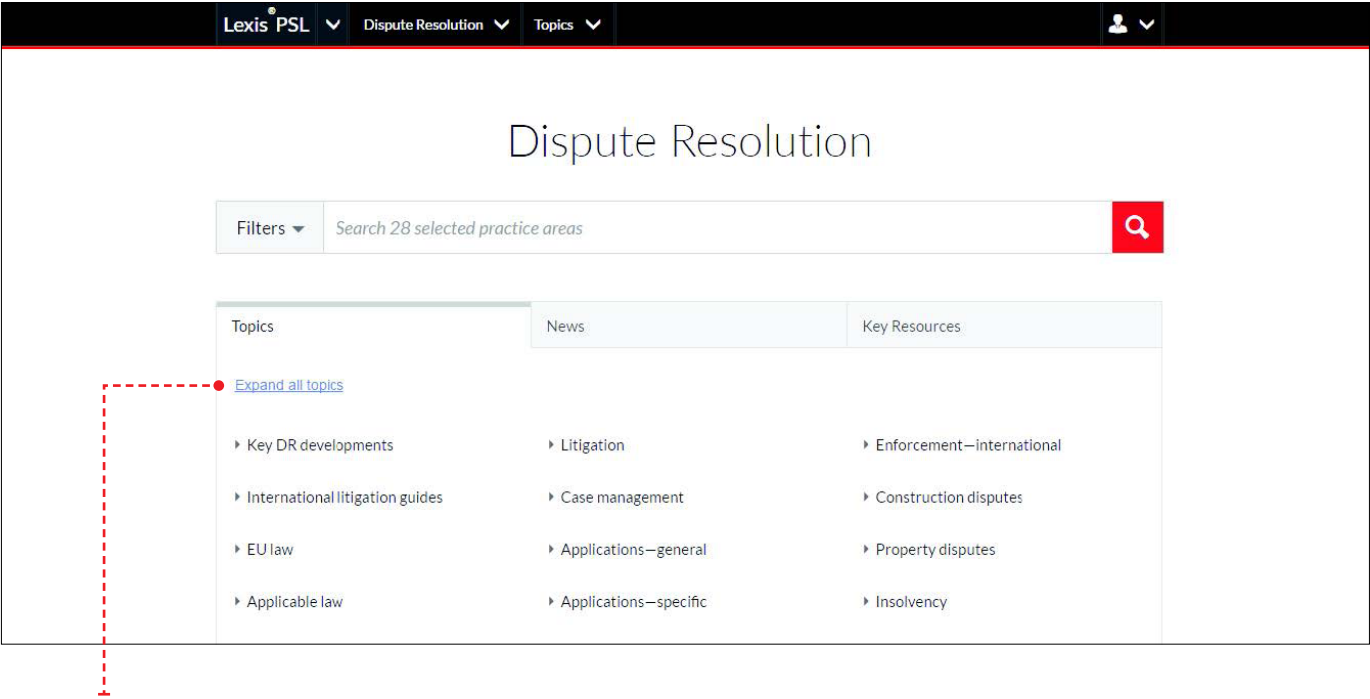 Lexis® PSL Dispute Resolution Topics
Dispute Resolution
Filters Search 28 selected practice areas
Topics News Key Resources
Expand all topics
Key DR developments Litigation Enforcement—international
International litigation guides Case management Construction disputes
EU law Applications—general Property disputes
Applicable law Applications—specific Insolvency